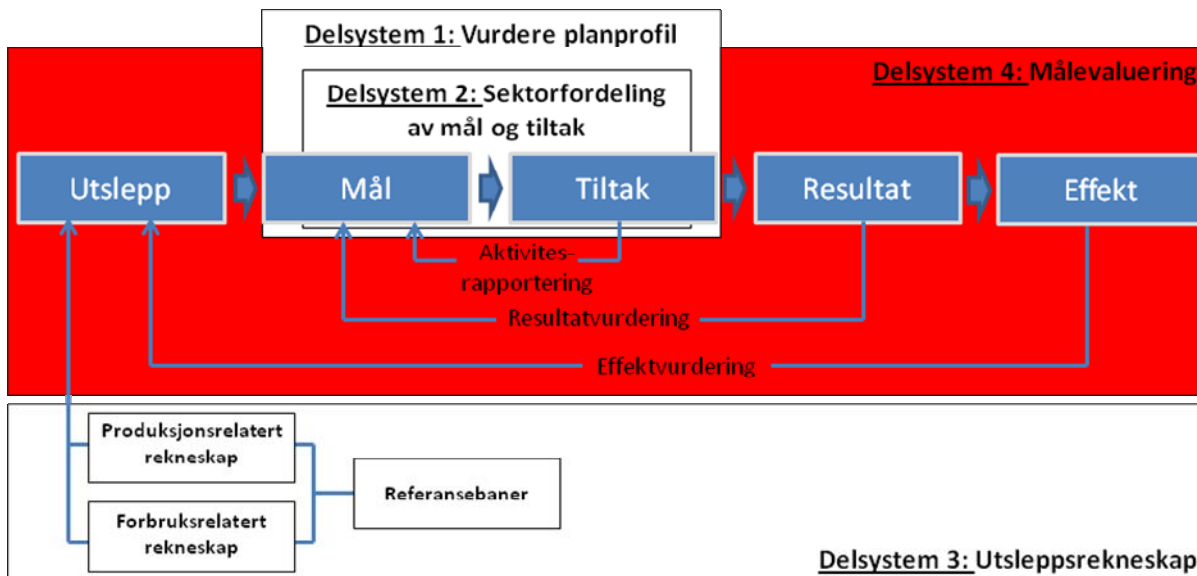 Delsystem 1: Vurdere planprofil
Delsystem 4: Målevaluering
Delsystem 2: Sektorfordeling
av mål og tiltak
Utslepp
Mål
Tiltak
Resultat
Effekt
Aktivites-
rapportering
Resultatvurdering
Effektvurdering
Produksjonsrelatert
rekneskap
Referansebaner
Forbruksrelatert
rekneskap
Delsystem 3: Utsleppsrekneskap